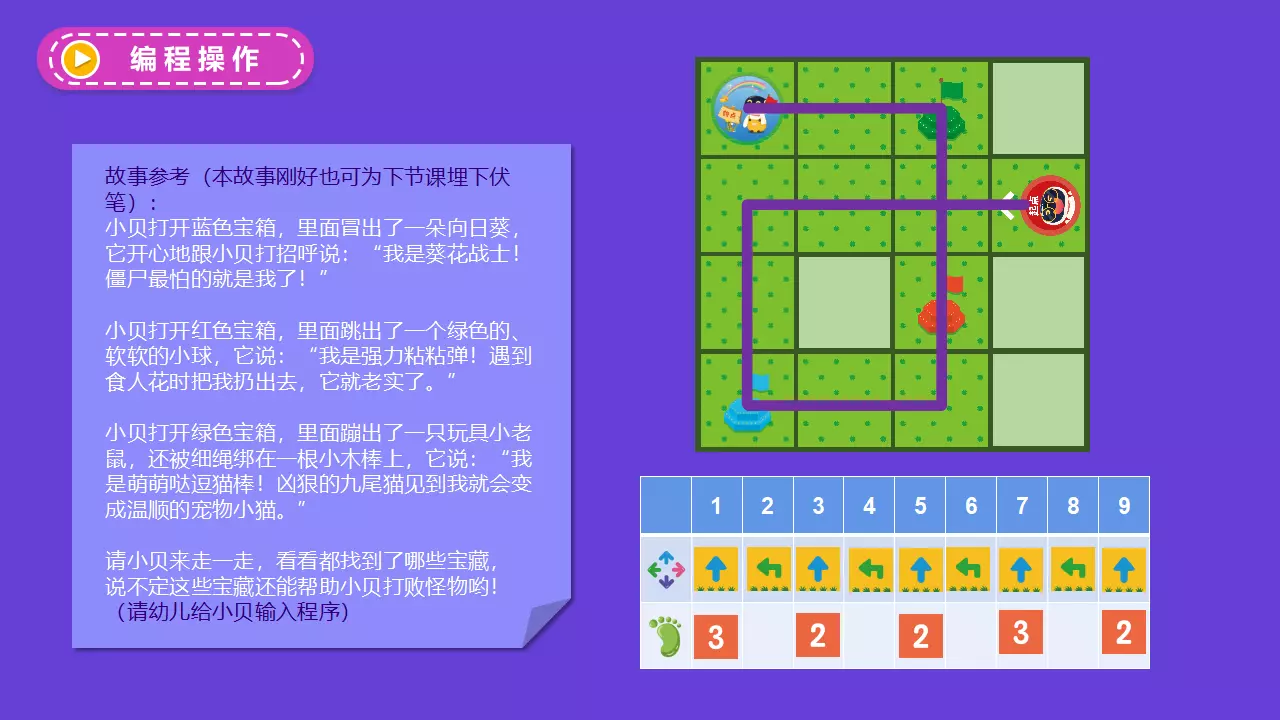 编程操作
故事参考（本故事刚好也可为下节课埋下伏
笔）:
小贝打开蓝色宝箱，里面冒出了一朵向日葵，
它开心地跟小贝打招呼说：“我是葵花战士！
僵尸最怕的就是我了！”
小贝打开红色宝箱，里面跳出了一个绿色的、
软软的小球，它说：“我是强力粘粘弹！遇到
食人花时把我扔出去，它就老实了。”
小贝打开绿色宝箱，里面蹦出了一只玩具小老
鼠，还被细绳绑在一根小木棒上，它说：“我
是萌萌哒逗猫棒！凶狠的九尾猫见到我就会变
成温顺的宠物小猫。”
请小贝来走一走，看看都找到了哪些宝藏，
说不定这些宝藏还能帮助小贝打败怪物哟！
（请幼儿给小贝输入程序）
终点
起点
1 2 3 4 5 6 7 8 9
3 2 2 3 2